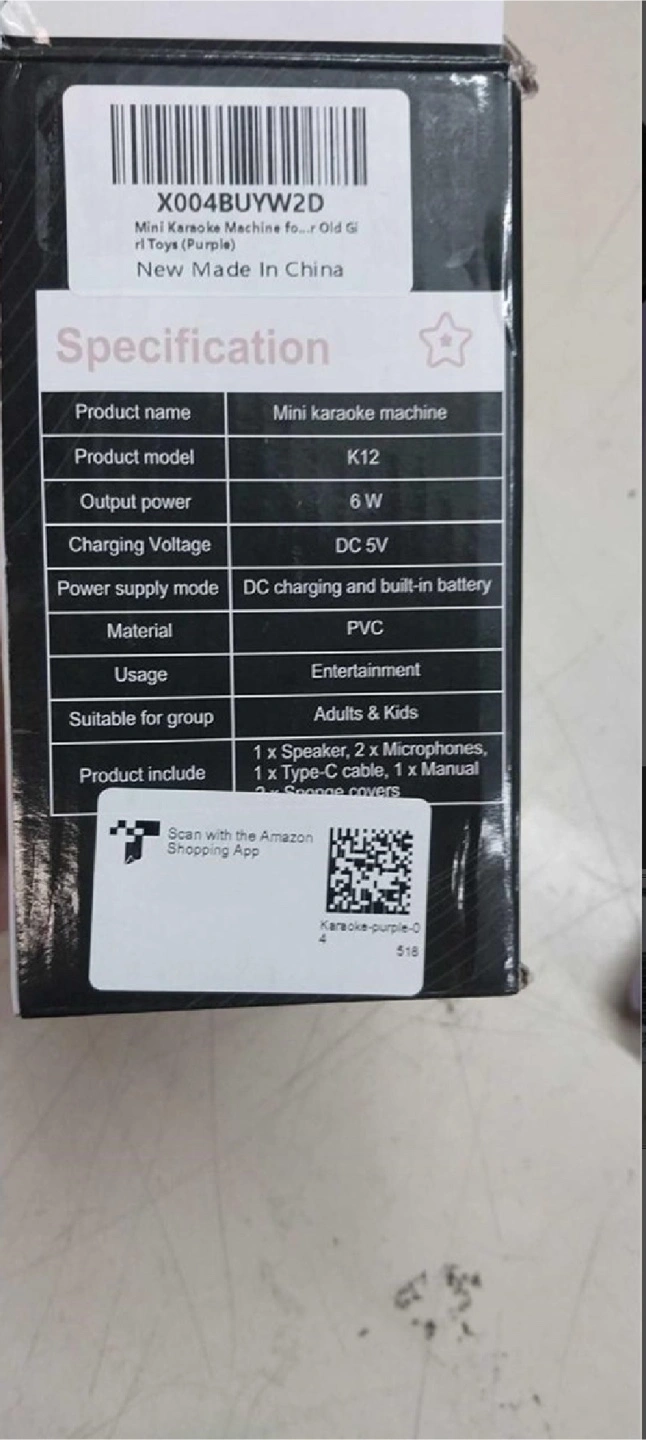 X004BUYW2D
Mini Karaoke Machine fo...r Old Gi
rl Toys (Purple)
New Made In China
Specification
Product name Mini karaoke machine
Product model K12
Output power 6 W
Charging Voltage DC 5V
Power supply mode DC charging and built-in battery
Material PVC
Usage Entertainment
Suitable for group Adults & Kids
Product include 1 x Speaker, 2 x Microphones,
1 x Type-C cable, 1 x Manual
2 x Sponge covers
Scan with the Amazon
Shopping App
Karaoke-purple-0
4
518